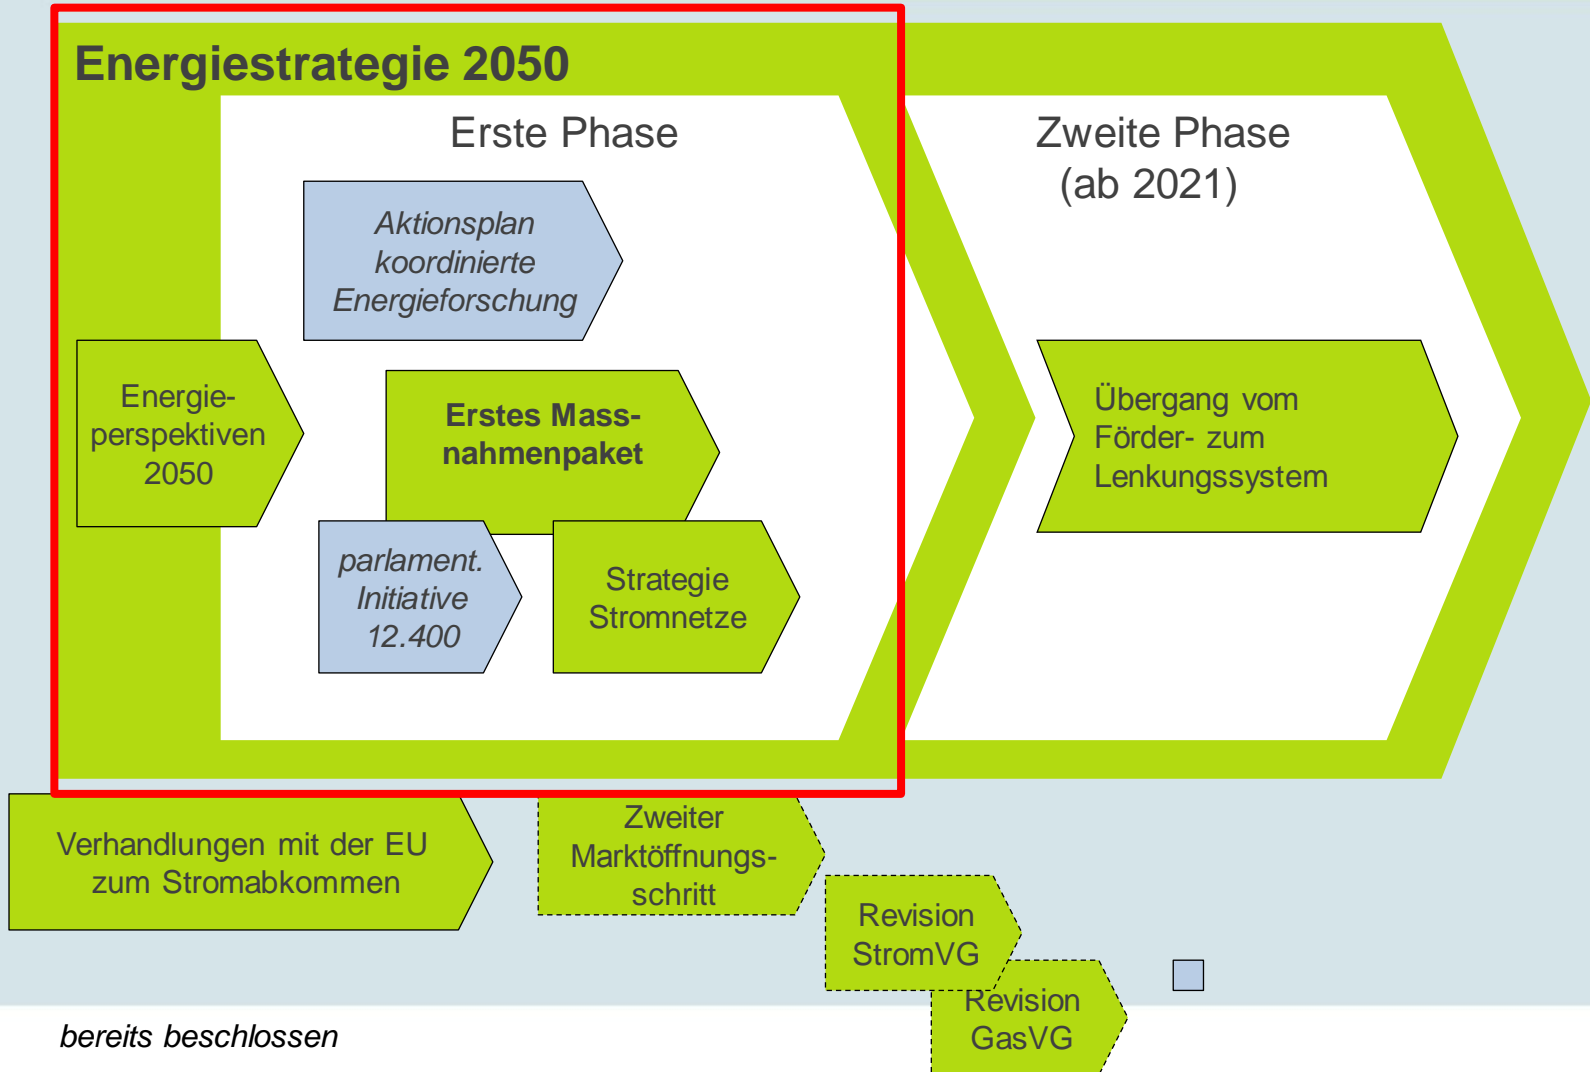 Energiestrategie 2050
Erste Phase
Zweite Phase
(ab 2021)
Aktionsplan
koordinierte
Energieforschung
Energie-
perspektiven
2050
Erstes Mass-
nahmenpaket
Übergang vom
Förder- zum
Lenkungssystem
parlament.
Initiative
12.400
Strategie
Stromnetze
Verhandlungen mit der EU
zum Stromabkommen
Zweiter
Marktöffnungs-
schritt
Revision
StromVG
Revision
GasVG
bereits beschlossen